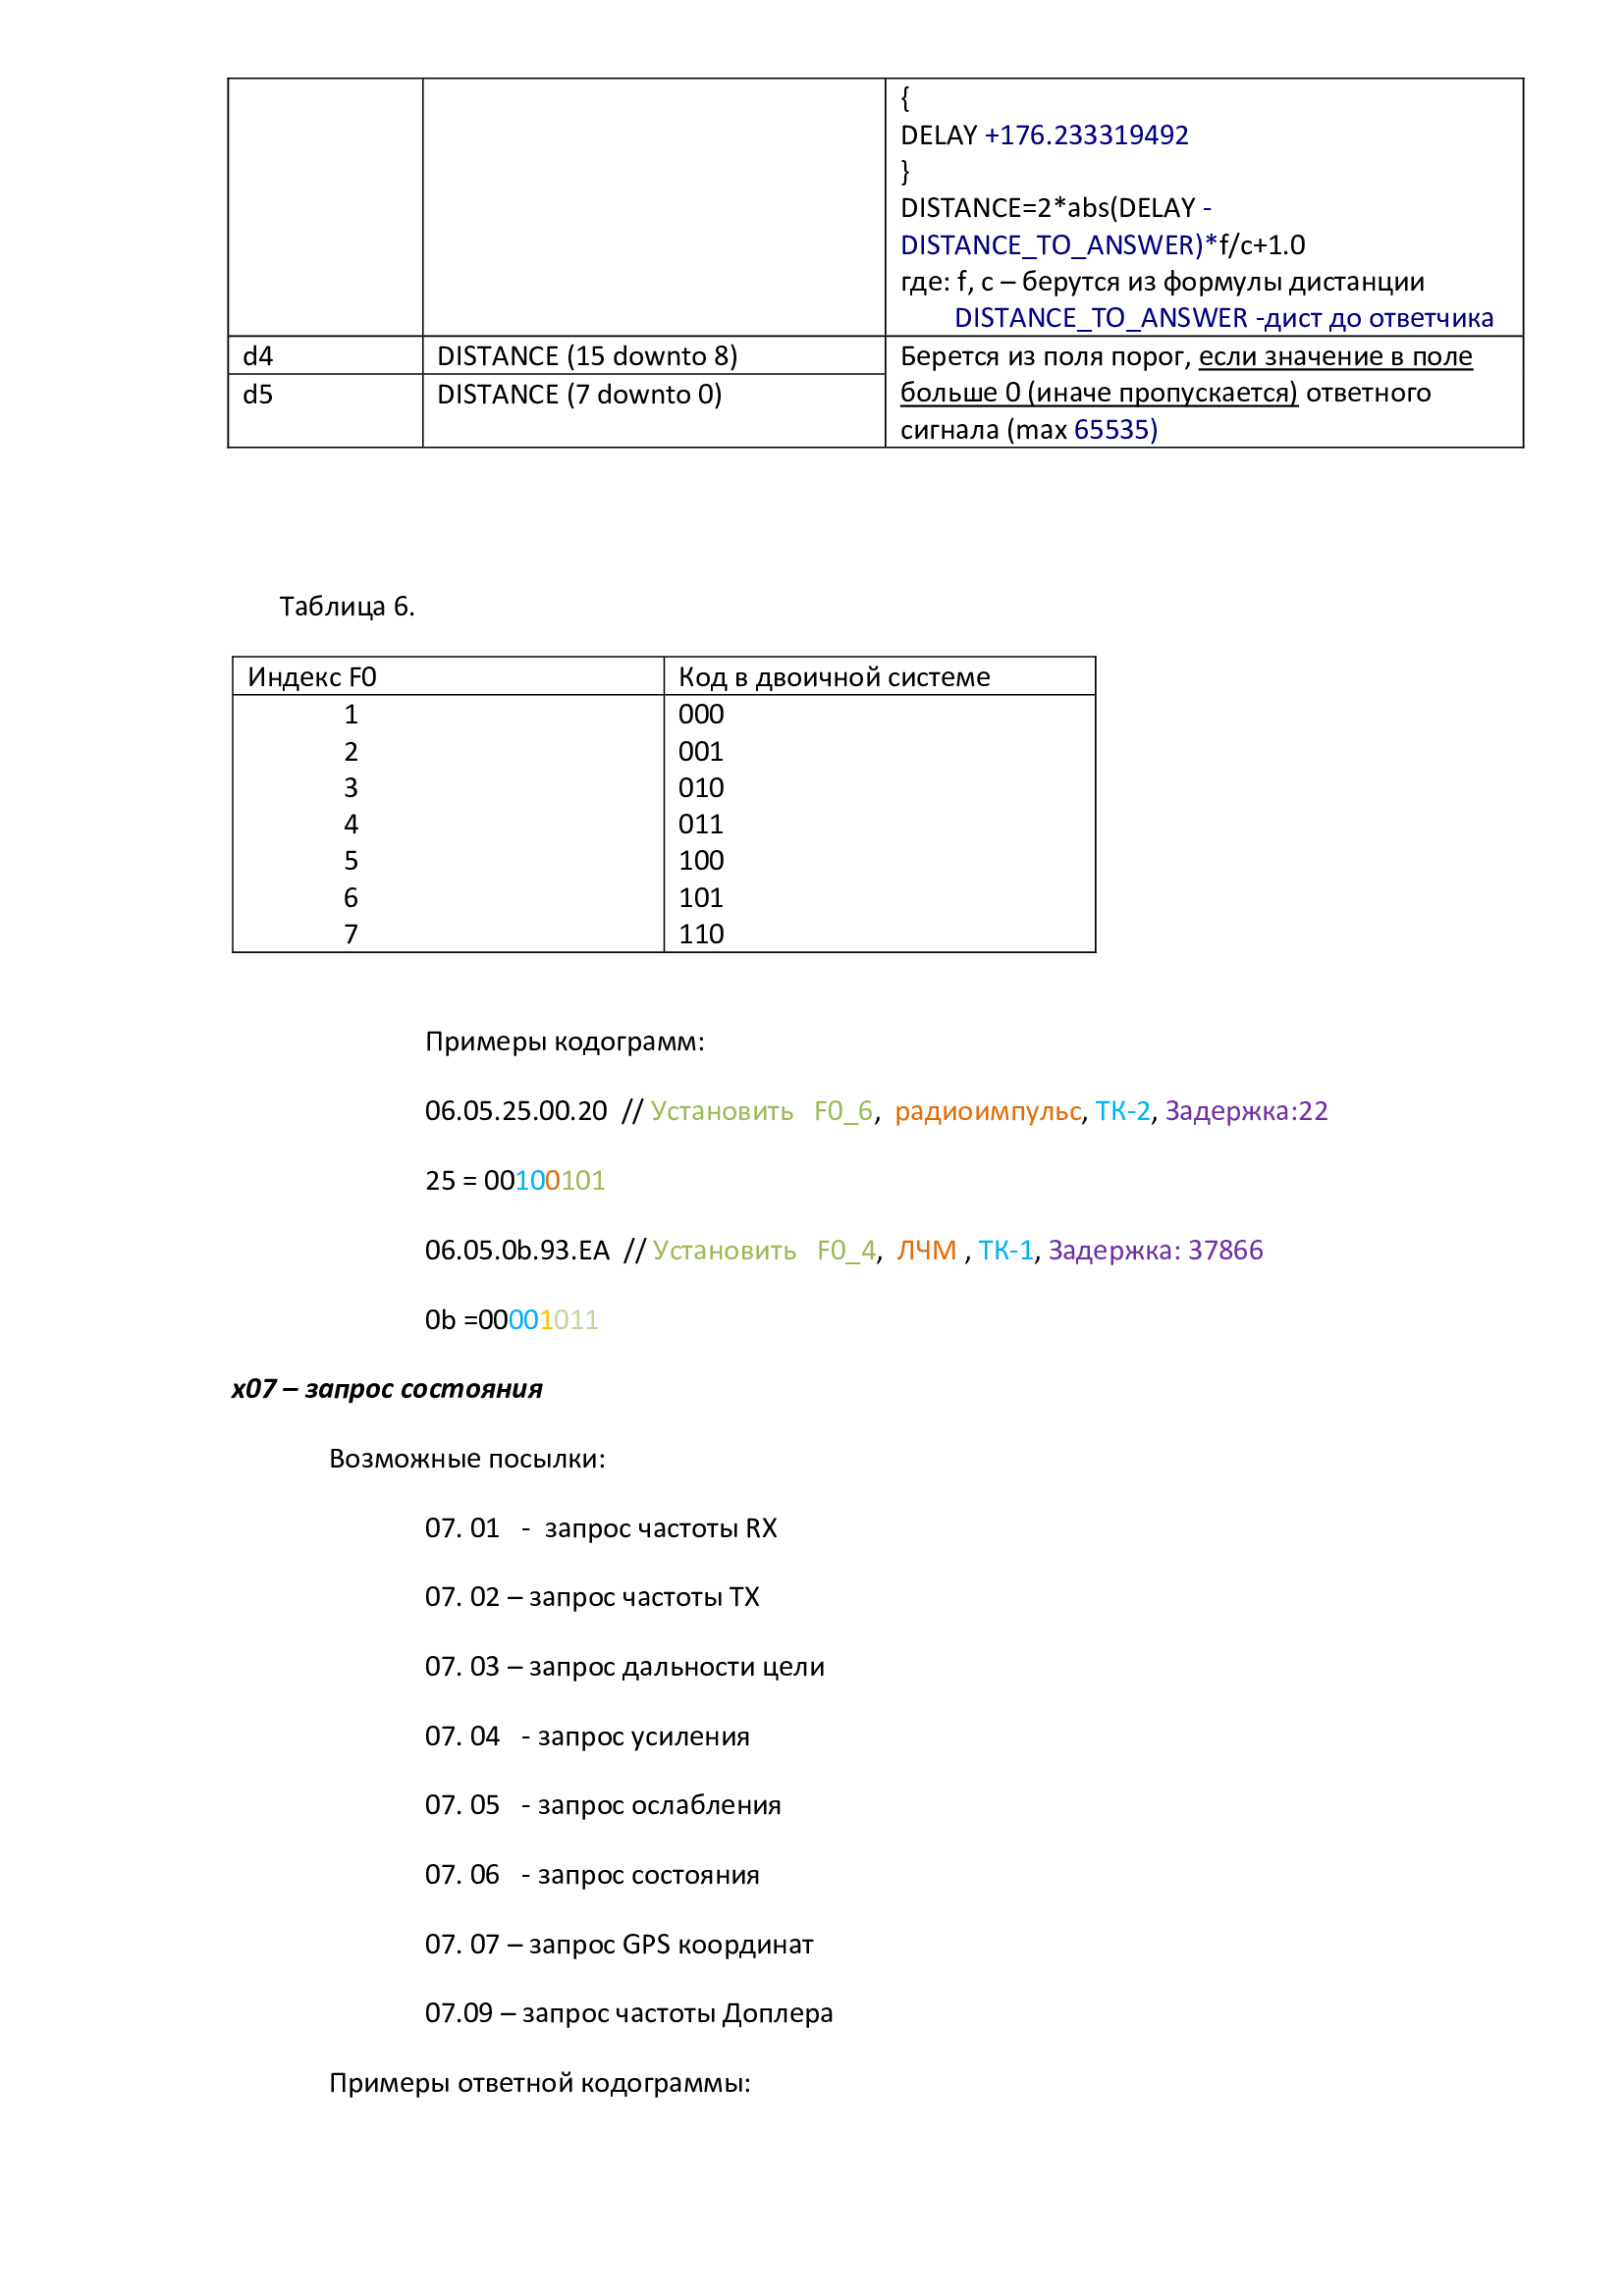 {
DELAY +176.233319492
}
DISTANCE=2*abs(DELAY -
DISTANCE_TO_ANSWER)*f/c+1.0
где: f, c – берутся из формулы дистанции
DISTANCE_TO_ANSWER -дист до ответчика
d4 DISTANCE (15 downto 8) Берется из поля порог, если значение в поле
d5 DISTANCE (7 downto 0) больше 0 (иначе пропускается) ответного
сигнала (max 65535)
Таблица 6.
Индекс F0 Код в двоичной системе
1 000
2 001
3 010
4 011
5 100
6 101
7 110
Примеры кодограмм:
06.05.25.00.20 // Установить F0_6, радиоимпульс, ТК-2, Задержка:22
25 = 00100101
06.05.0b.93.EA // Установить F0_4, ЛЧМ , ТК-1, Задержка: 37866
0b =00001011
x07 – запрос состояния
Возможные посылки:
07. 01 - запрос частоты RX
07. 02 – запрос частоты TX
07. 03 – запрос дальности цели
07. 04 - запрос усиления
07. 05 - запрос ослабления
07. 06 - запрос состояния
07. 07 – запрос GPS координат
07.09 – запрос частоты Доплера
Примеры ответной кодограммы: